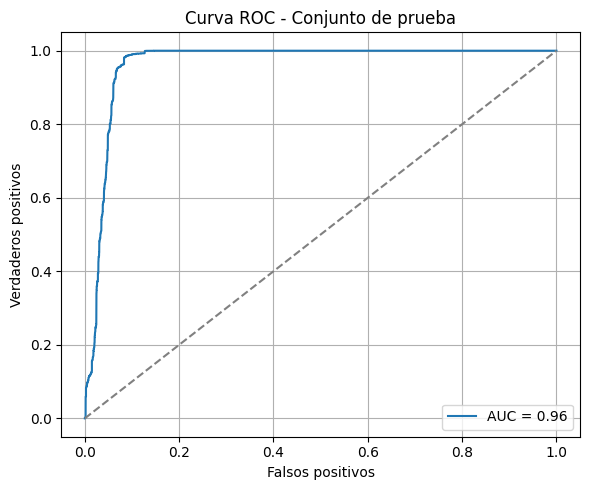 Curva ROC - Conjunto de prueba
Verdaderos positivos
1.0
0.8
0.6
0.4
0.2
0.0
AUC = 0.96
0.0 0.2 0.4 0.6 0.8 1.0
Falsos positivos